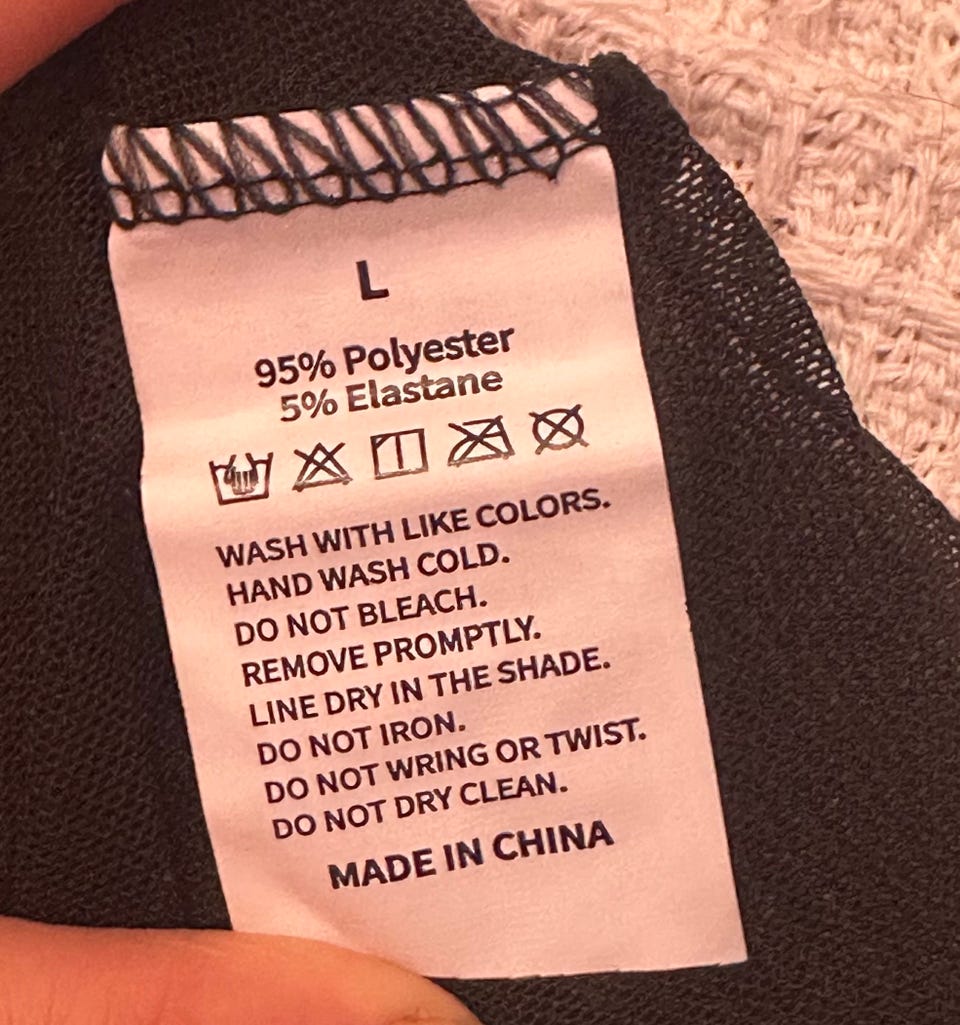 L
95% Polyester
5% Elastane
WASH WITH LIKE COLORS.
HAND WASH COLD.
DO NOT BLEACH.
REMOVE PROMPTLY.
LINE DRY IN THE SHADE.
DO NOT IRON.
DO NOT WRING OR TWIST.
DO NOT DRY CLEAN.
MADE IN CHINA